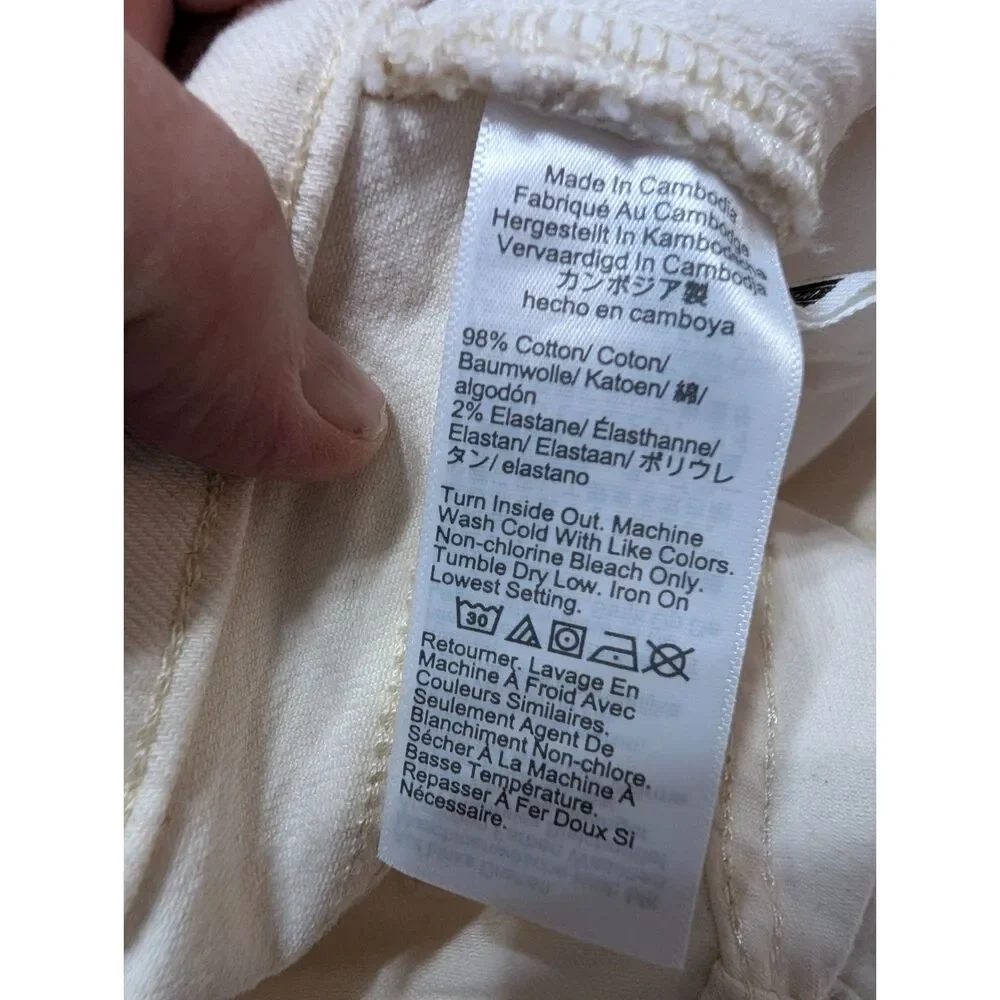 Made In Cambodia
Fabriqué Au Cambodge
Hergestellt In Kambodscha
Vervaardigd In Cambodja
カンボジア製
hecho en camboya
98% Cotton/ Coton/
Baumwolle/ Katoen/ 綿/
algodón
2% Elastane/ Élasthanne/
Elastan/ Elastaan/ ポリウレ
タン/ elastano
Turn Inside Out. Machine
Wash Cold With Like Colors.
Non-chlorine Bleach Only.
Tumble Dry Low. Iron On
Lowest Setting.
30
Retourner. Lavage En
Machine À Froid Avec
Couleurs Similaires.
Seulement Agent De
Blanchiment Non-chlore.
Sécher À La Machine À
Basse Température.
Repasser À Fer Doux Si
Nécessaire.